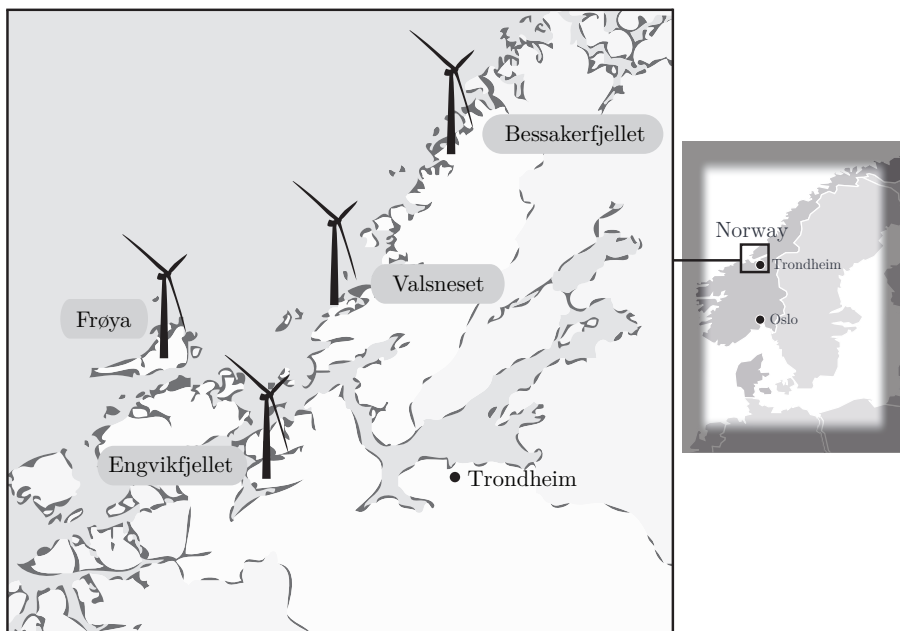 Bessakerfjellet
Valsneset
Frøya
Engvikfjellet
Trondheim
Norway
Trondheim
Oslo